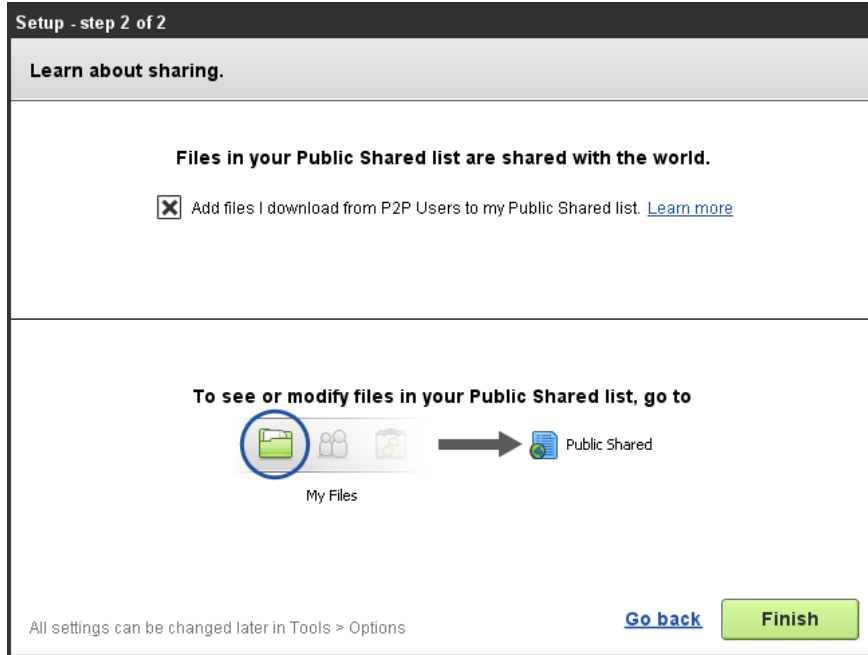 Setup - step 2 of 2
Learn about sharing.
Files in your Public Shared list are shared with the world.
Add files I download from P2P Users to my Public Shared list. Learn more
To see or modify files in your Public Shared list, go to
Public Shared
My Files
Go back
Finish
All settings can be changed later in Tools > Options